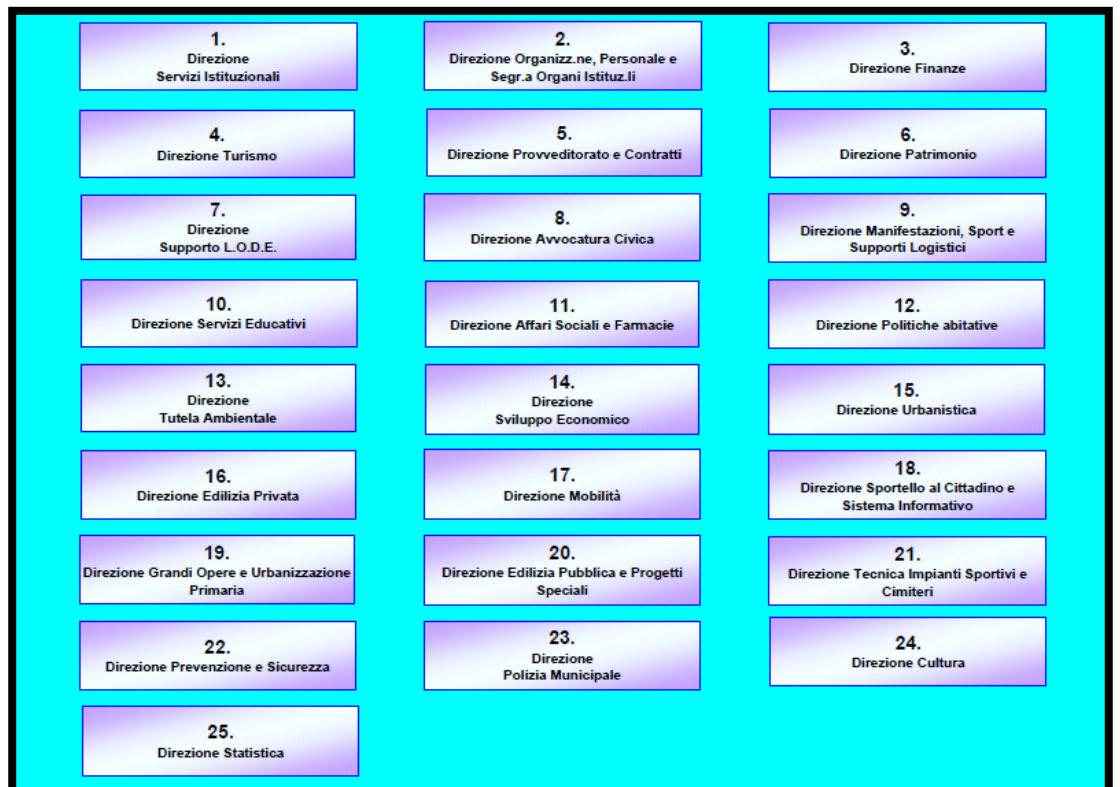 1.
Direzione
Servizi Istituzionali
2.
Direzione Organizz.ne, Personale e
Segr.a Organi Istituz.li
3.
Direzione Finanze
4.
Direzione Turismo
5.
Direzione Provveditorato e Contratti
6.
Direzione Patrimonio
7.
Direzione
Supporto L.O.D.E.
8.
Direzione Avvocatura Civica
9.
Direzione Manifestazioni, Sport e
Supporti Logistici
10.
Direzione Servizi Educativi
11.
Direzione Affari Sociali e Farmacie
12.
Direzione Politiche abitative
13.
Direzione
Tutela Ambientale
14.
Direzione
Sviluppo Economico
15.
Direzione Urbanistica
16.
Direzione Edilizia Privata
17.
Direzione Mobilità
18.
Direzione Sportello al Cittadino e
Sistema Informativo
19.
Direzione Grandi Opere e Urbanizzazione
Primaria
20.
Direzione Edilizia Pubblica e Progetti
Speciali
21.
Direzione Tecnica Impianti Sportivi e
Cimiteri
22.
Direzione Prevenzione e Sicurezza
23.
Direzione
Polizia Municipale
24.
Direzione Cultura
25.
Direzione Statistica